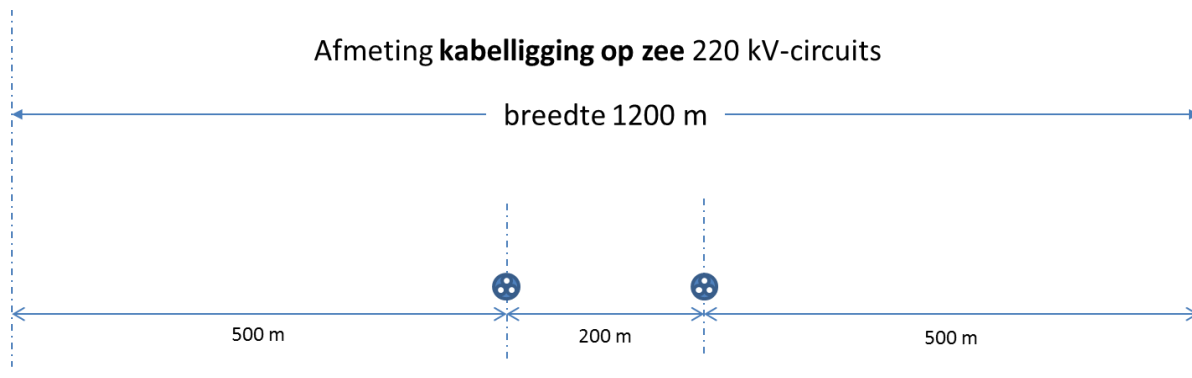 Afmeting kabelligging op zee 220 kV-circuits
breedte 1200 m
500 m
200 m
500 m